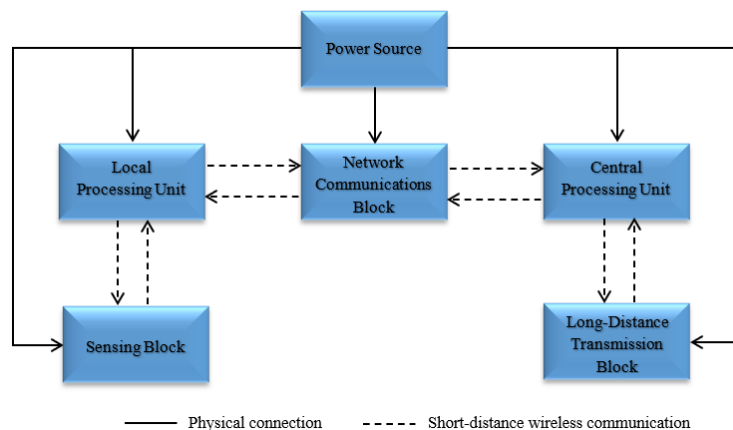 Power Source
Local
Processing Unit
Network
Communications
Block
Central
Processing Unit
Sensing Block
Long-Distance
Transmission
Block
Physical connection
Short-distance wireless communication